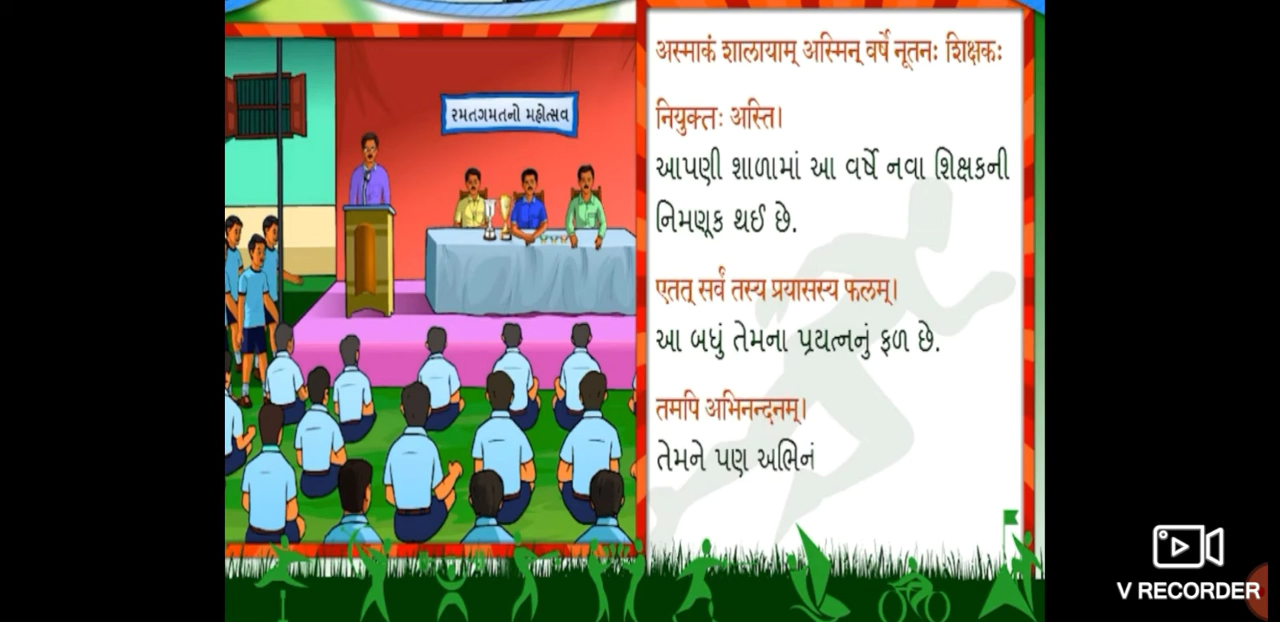 રમતગમતનો મહોત્સવ
अस्माकं शालायाम् अस्मिन् वर्षे नूतनः शिक्षकः
नियुक्तः अस्ति।
આપણી શાળામાં આ વર્ષે નવા શિક્ષકની
નિમણૂક થઈ છે.
एतत् सर्वं तस्य प्रयासस्य फलम्।
આ બધું તેમના પ્રયત્નનું ફળ છે.
तमपि अभिनन्दनम्।
તેમને પણ અભિનં
V RECORDER